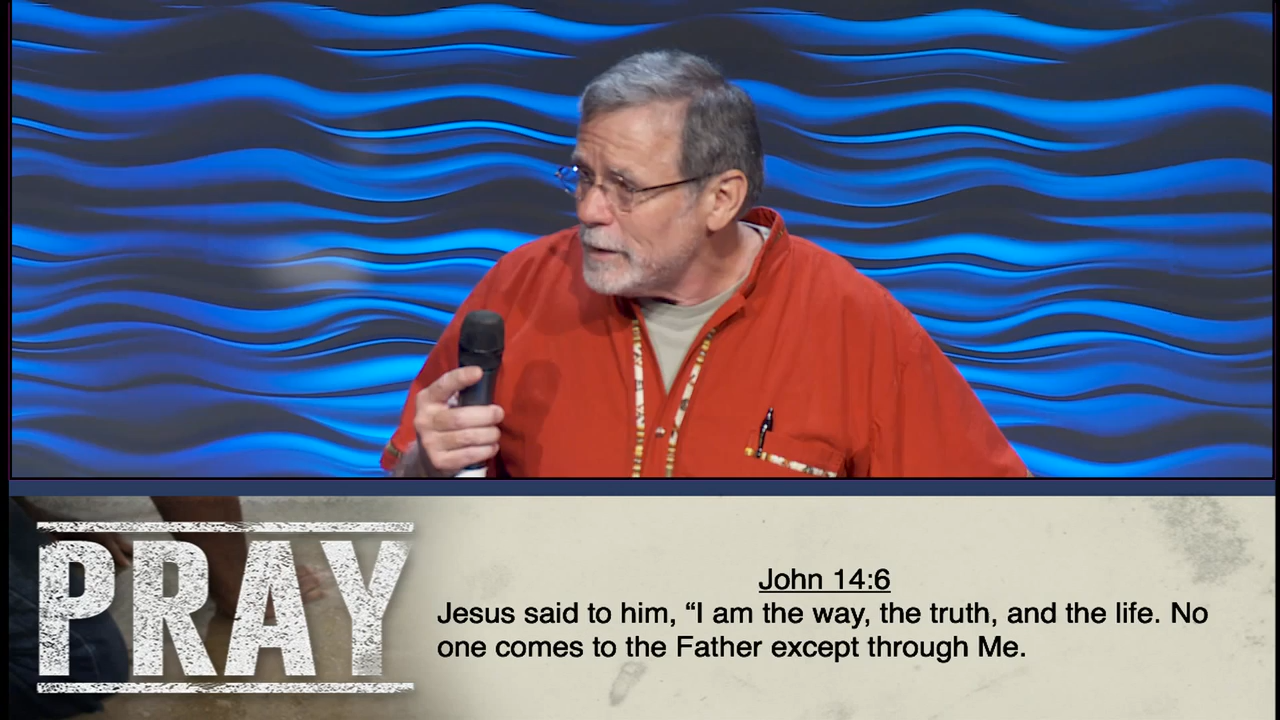 PRAY
John 14:6
Jesus said to him, “I am the way, the truth, and the life. No
one comes to the Father except through Me.